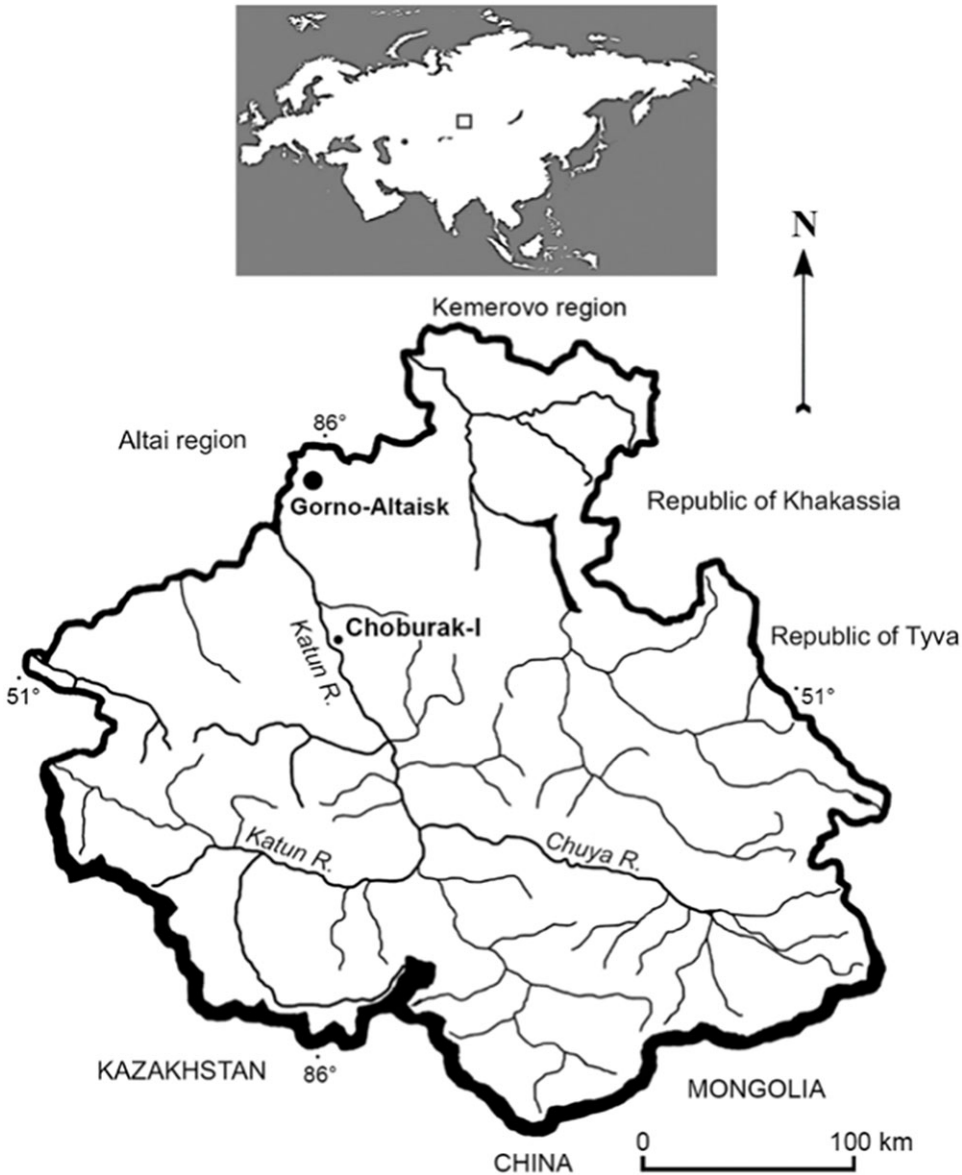 N
Kemerovo region
86°
Altai region
Gorno-Altaisk
Republic of Khakassia
Choburak-I
Katun R.
Republic of Tyva
51°
51°
Katun R.
Chuya R.
KAZAKHSTAN
86°
MONGOLIA
0 100 km
CHINA